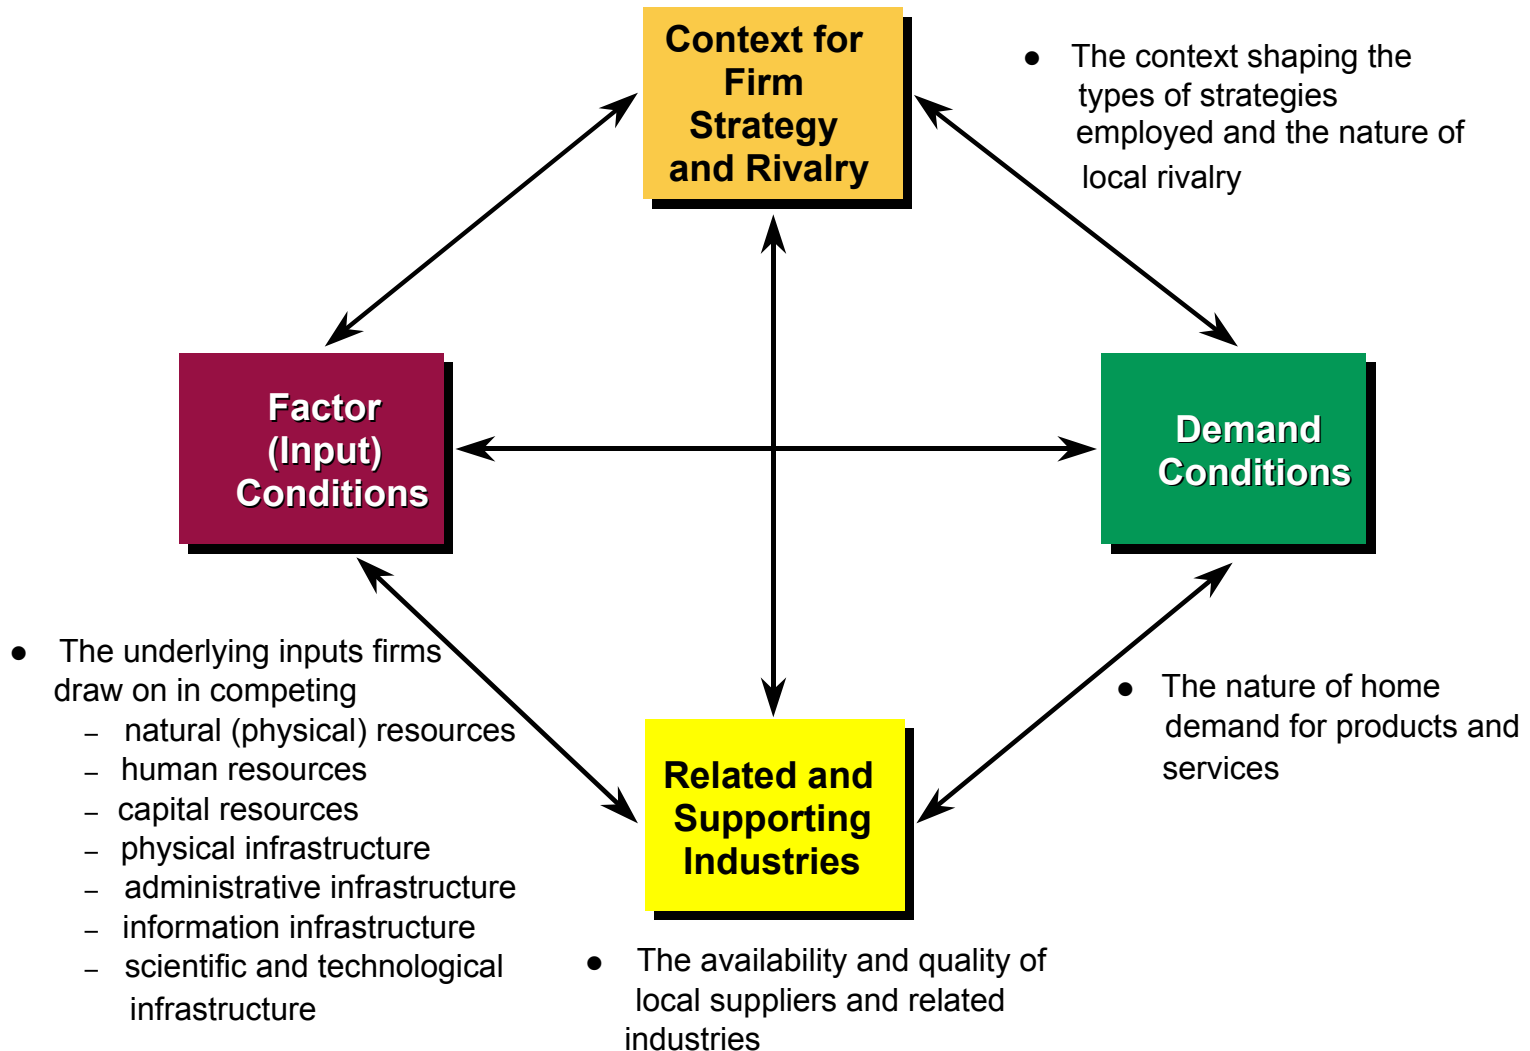 Context for
Firm
Strategy
and Rivalry
● The context shaping the
types of strategies
employed and the nature of
local rivalry
Factor
(Input)
Conditions
Demand
Conditions
● The underlying inputs firms
draw on in competing
– natural (physical) resources
– human resources
– capital resources
– physical infrastructure
– administrative infrastructure
– information infrastructure
– scientific and technological
infrastructure
● The nature of home
demand for products and
services
Related and
Supporting
Industries
● The availability and quality of
local suppliers and related
industries